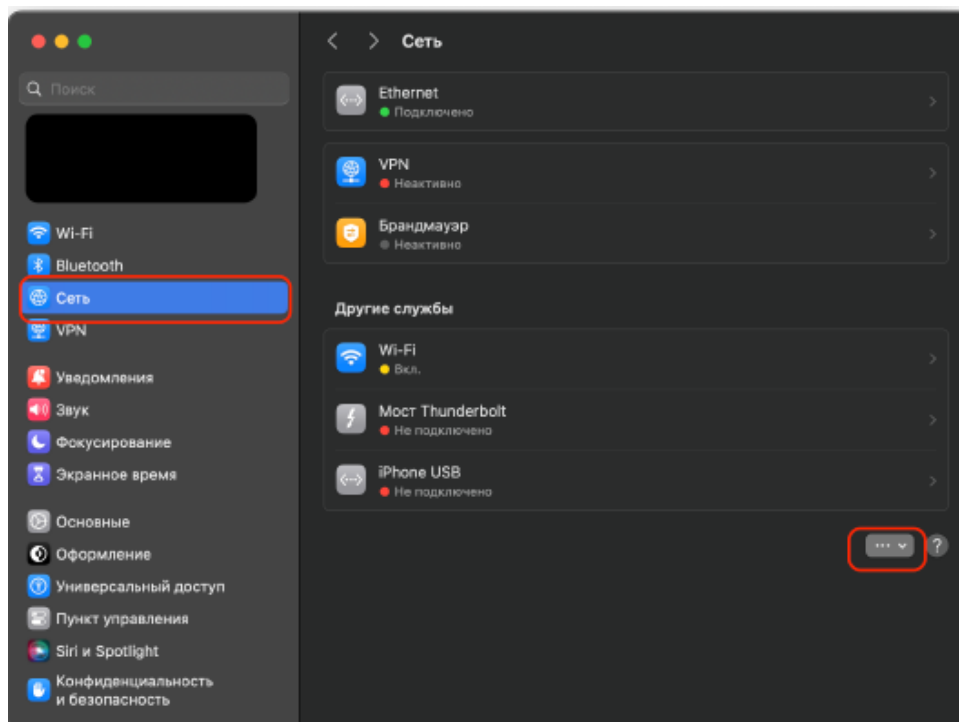 Сеть
Поиск
Wi-Fi
Bluetooth
Сеть
VPN
Уведомления
Звук
Фокусирование
Экранное время
Основные
Оформление
Универсальный доступ
Пункт управления
Siri и Spotlight
Конфиденциальность
и безопасность
Ethernet
Подключено
VPN
Неактивно
Брандмауэр
Неактивно
Другие службы
Wi-Fi
Вкл.
Мост Thunderbolt
Не подключено
iPhone USB
Не подключено
... ?